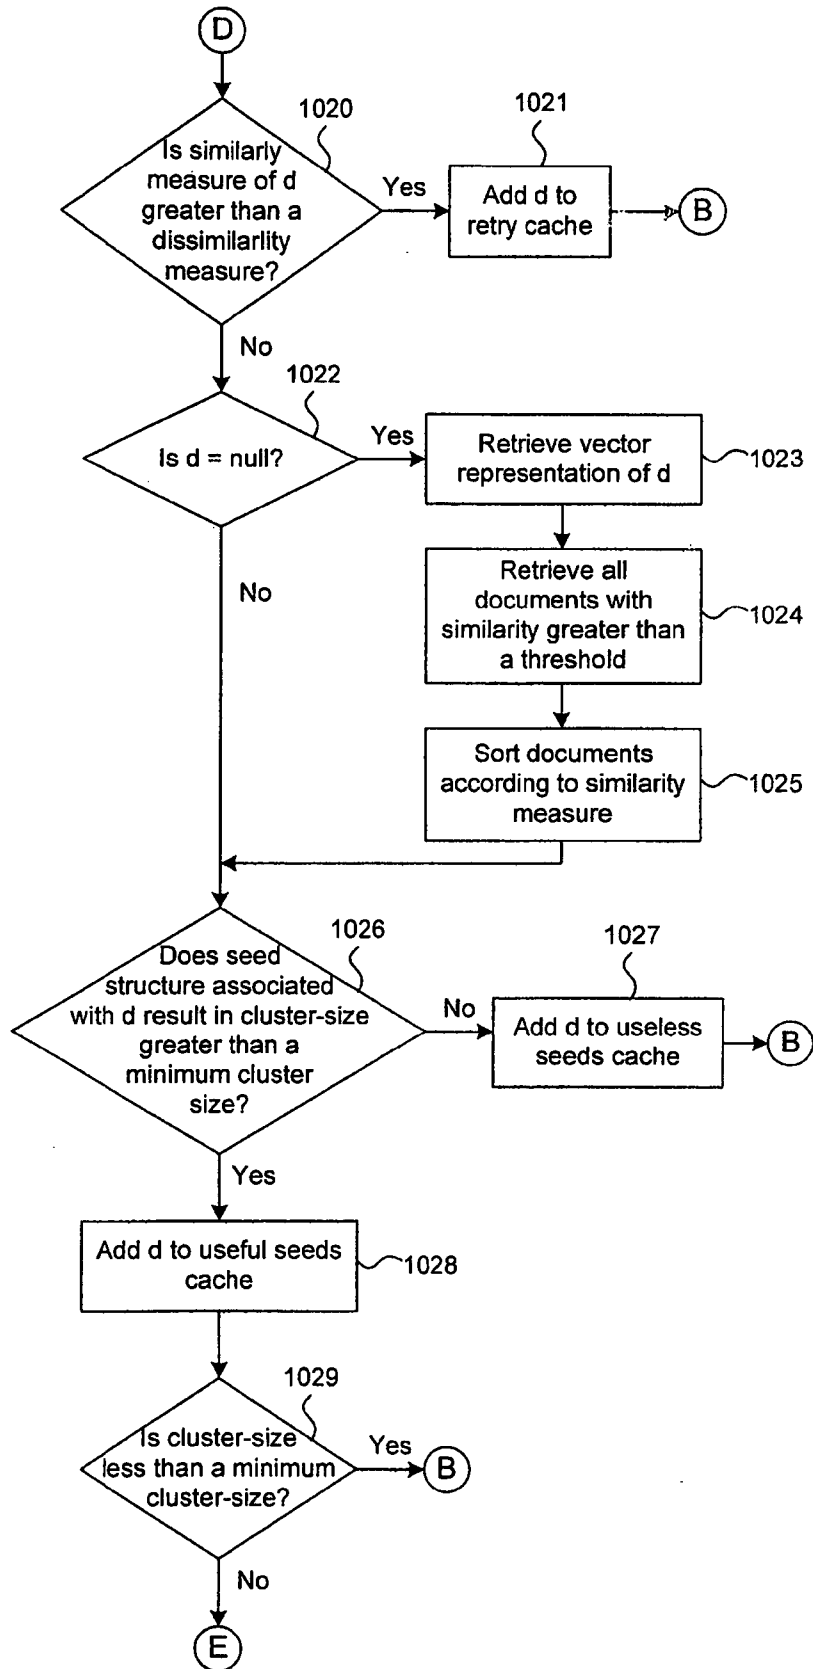 D
1020
Is similarly
measure of d
greater than a
dissimilarlity
measure?
Yes
1021
Add d to
retry cache
B
No
1022
Is d = null?
Yes
Retrieve vector
representation of d
1023
No
Retrieve all
documents with
similarity greater than
a threshold
1024
Sort documents
according to similarity
measure
1025
1026
Does seed
structure associated
with d result in cluster-size
greater than a
minimum cluster
size?
No
1027
Add d to useless
seeds cache
B
Yes
Add d to useful seeds
cache
1028
1029
Is cluster-size
less than a minimum
cluster-size?
Yes
B
No
E